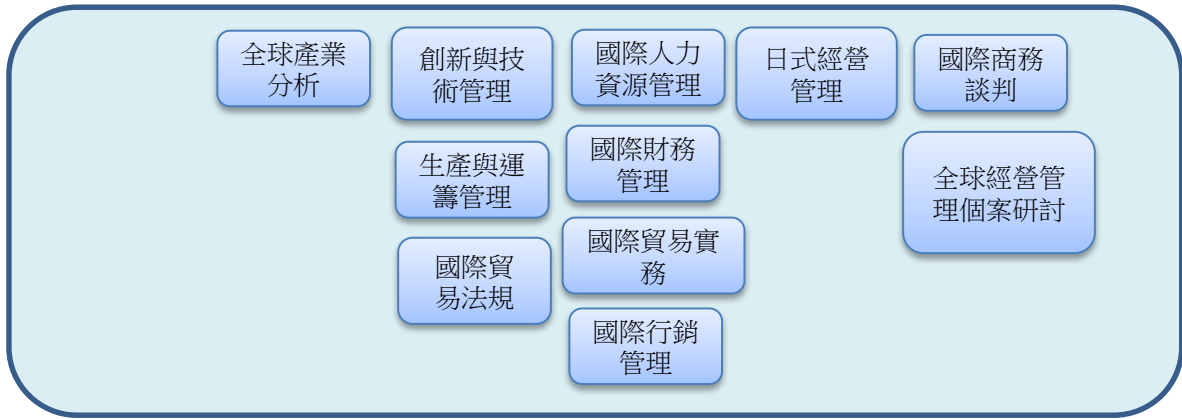 全球產業
分析
創新與技
術管理
生產與運
籌管理
國際貿
易法規
國際人力
資源管理
國際財務
管理
國際貿易實
務
國際行銷
管理
日式經營
管理
國際商務
談判
全球經營管
理個案研討